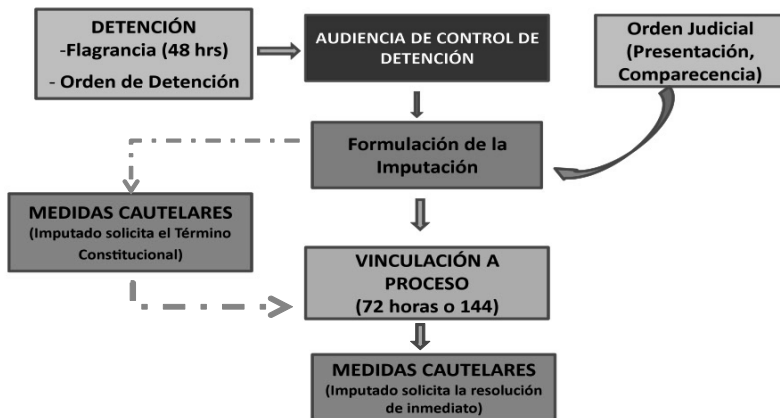 DETENCIÓN
-Flagrancia (48 hrs)
- Orden de Detención
AUDIENCIA DE CONTROL DE
DETENCIÓN
Orden Judicial
(Presentación,
Comparecencia)
Formulación de la
Imputación
MEDIDAS CAUTELARES
(Imputado solicita el Término
Constitucional)
VINCULACIÓN A
PROCESO
(72 horas o 144)
MEDIDAS CAUTELARES
(Imputado solicita la resolución
de inmediato)